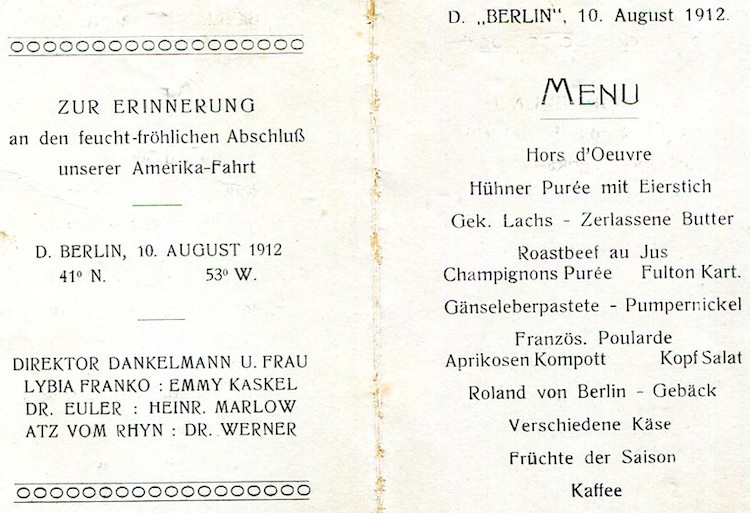 ZUR ERINNERUNG
an den feucht-fröhlichen Abschluß
unserer Amerika-Fahrt
D. BERLIN, 10. AUGUST 1912
41º N. 53º W.
DIREKTOR DANKELMANN U. FRAU
LYBIA FRANKO : EMMY KASKEL
DR. EULER : HEINR. MARLOW
ATZ VOM RHYN : DR. WERNER
D. „BERLIN“, 10. August 1912.
MENU
Hors d'Oeuvre
Hühner Purée mit Eierstich
Gek. Lachs - Zerlassene Butter
Roastbeef au Jus
Champignons Purée Fulton Kart.
Gänseleberpastete - Pumpernickel
Französ. Poularde
Aprikosen Kompott Kopf Salat
Roland von Berlin - Gebäck
Verschiedene Käse
Früchte der Saison
Kaffee